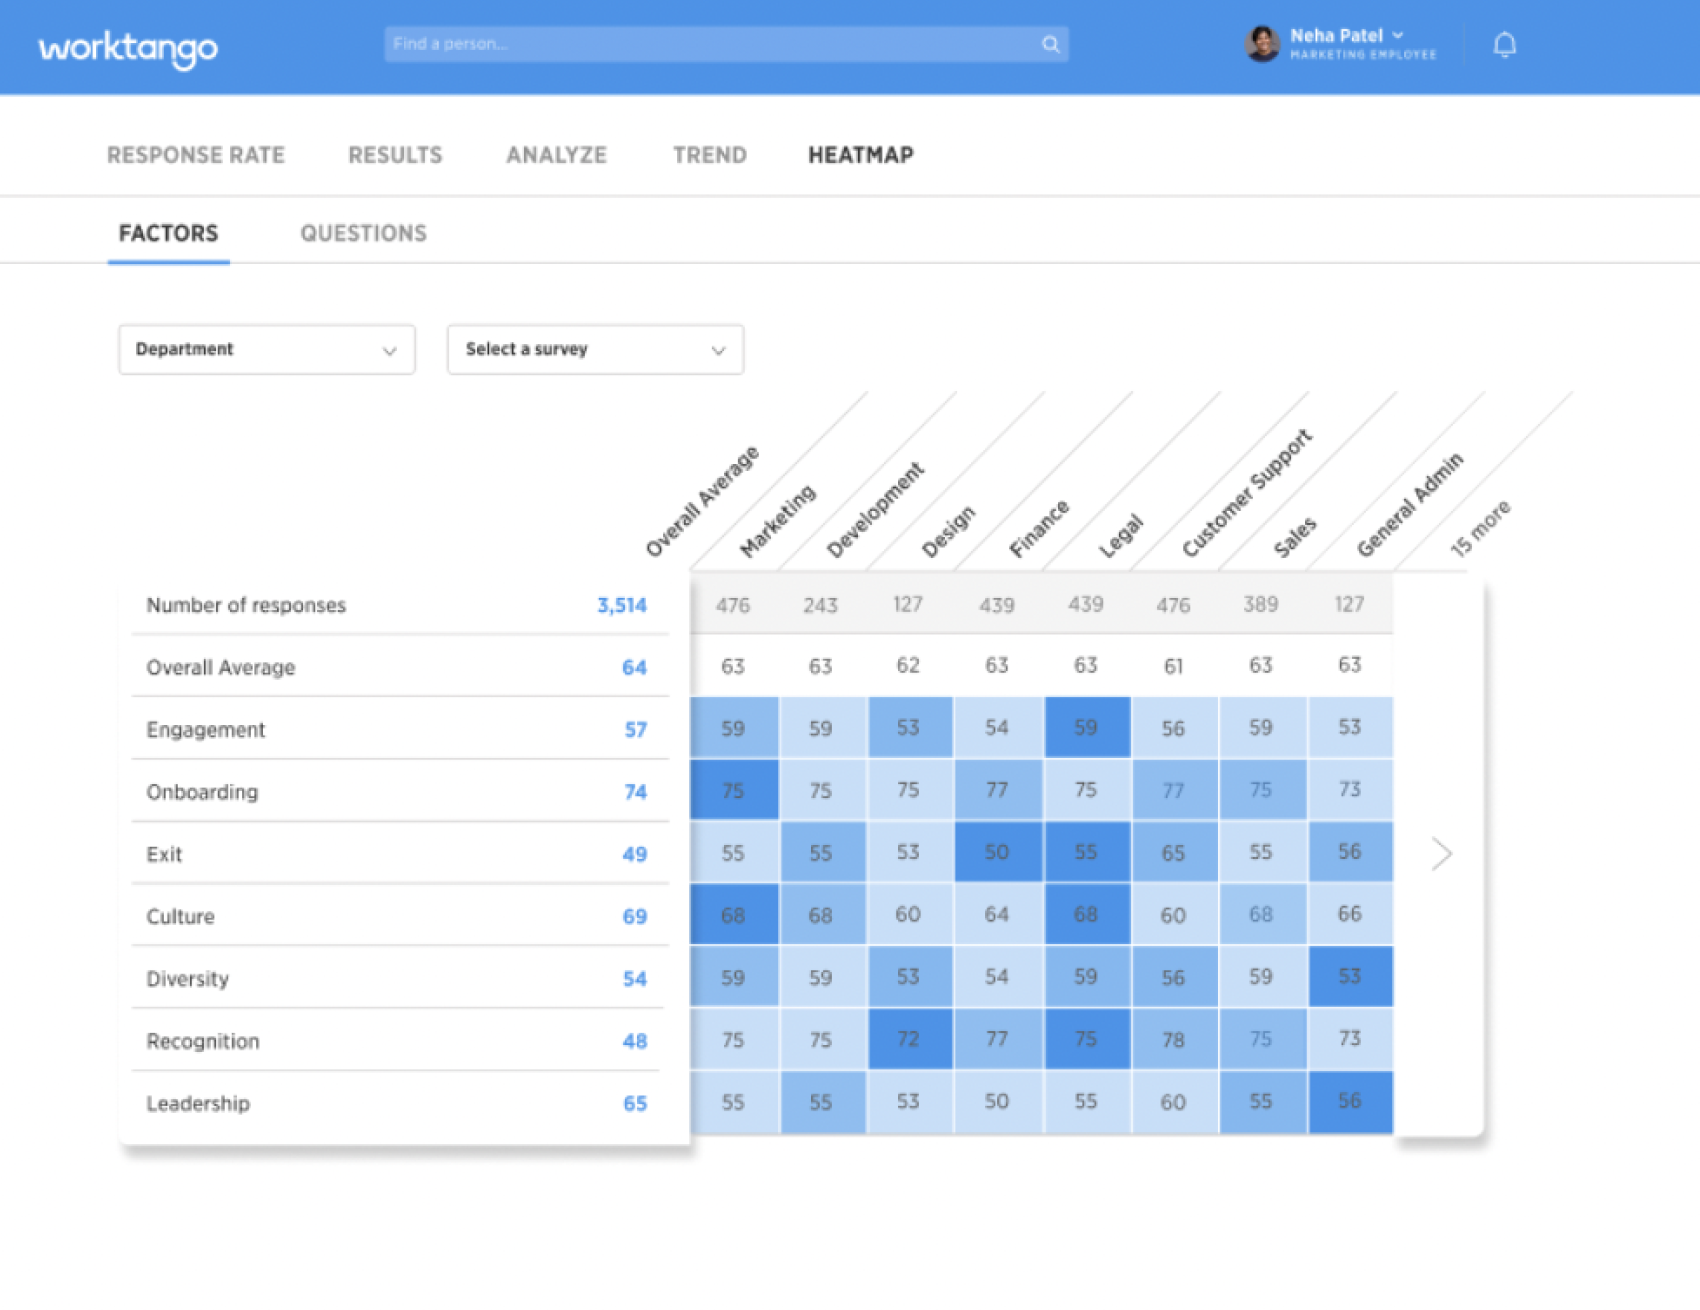 worktango
Find a person...
Neha Patel
MARKETING EMPLOYEE
RESPONSE RATE RESULTS ANALYZE TREND HEATMAP
FACTORS QUESTIONS
Department Select a survey
Overall Average Marketing Development Design Finance Legal Customer Support Sales General Admin 15 more
Number of responses 3,514 476 243 127 439 439 476 389 127
Overall Average 64 63 63 62 63 63 61 63 63
Engagement 57 59 59 53 54 59 56 59 53
Onboarding 74 75 75 75 77 75 77 75 73
Exit 49 55 55 53 50 55 65 55 56
Culture 69 68 68 60 64 68 60 68 66
Diversity 54 59 59 53 54 59 56 59 53
Recognition 48 75 75 72 77 75 78 75 73
Leadership 65 55 55 53 50 55 60 55 56